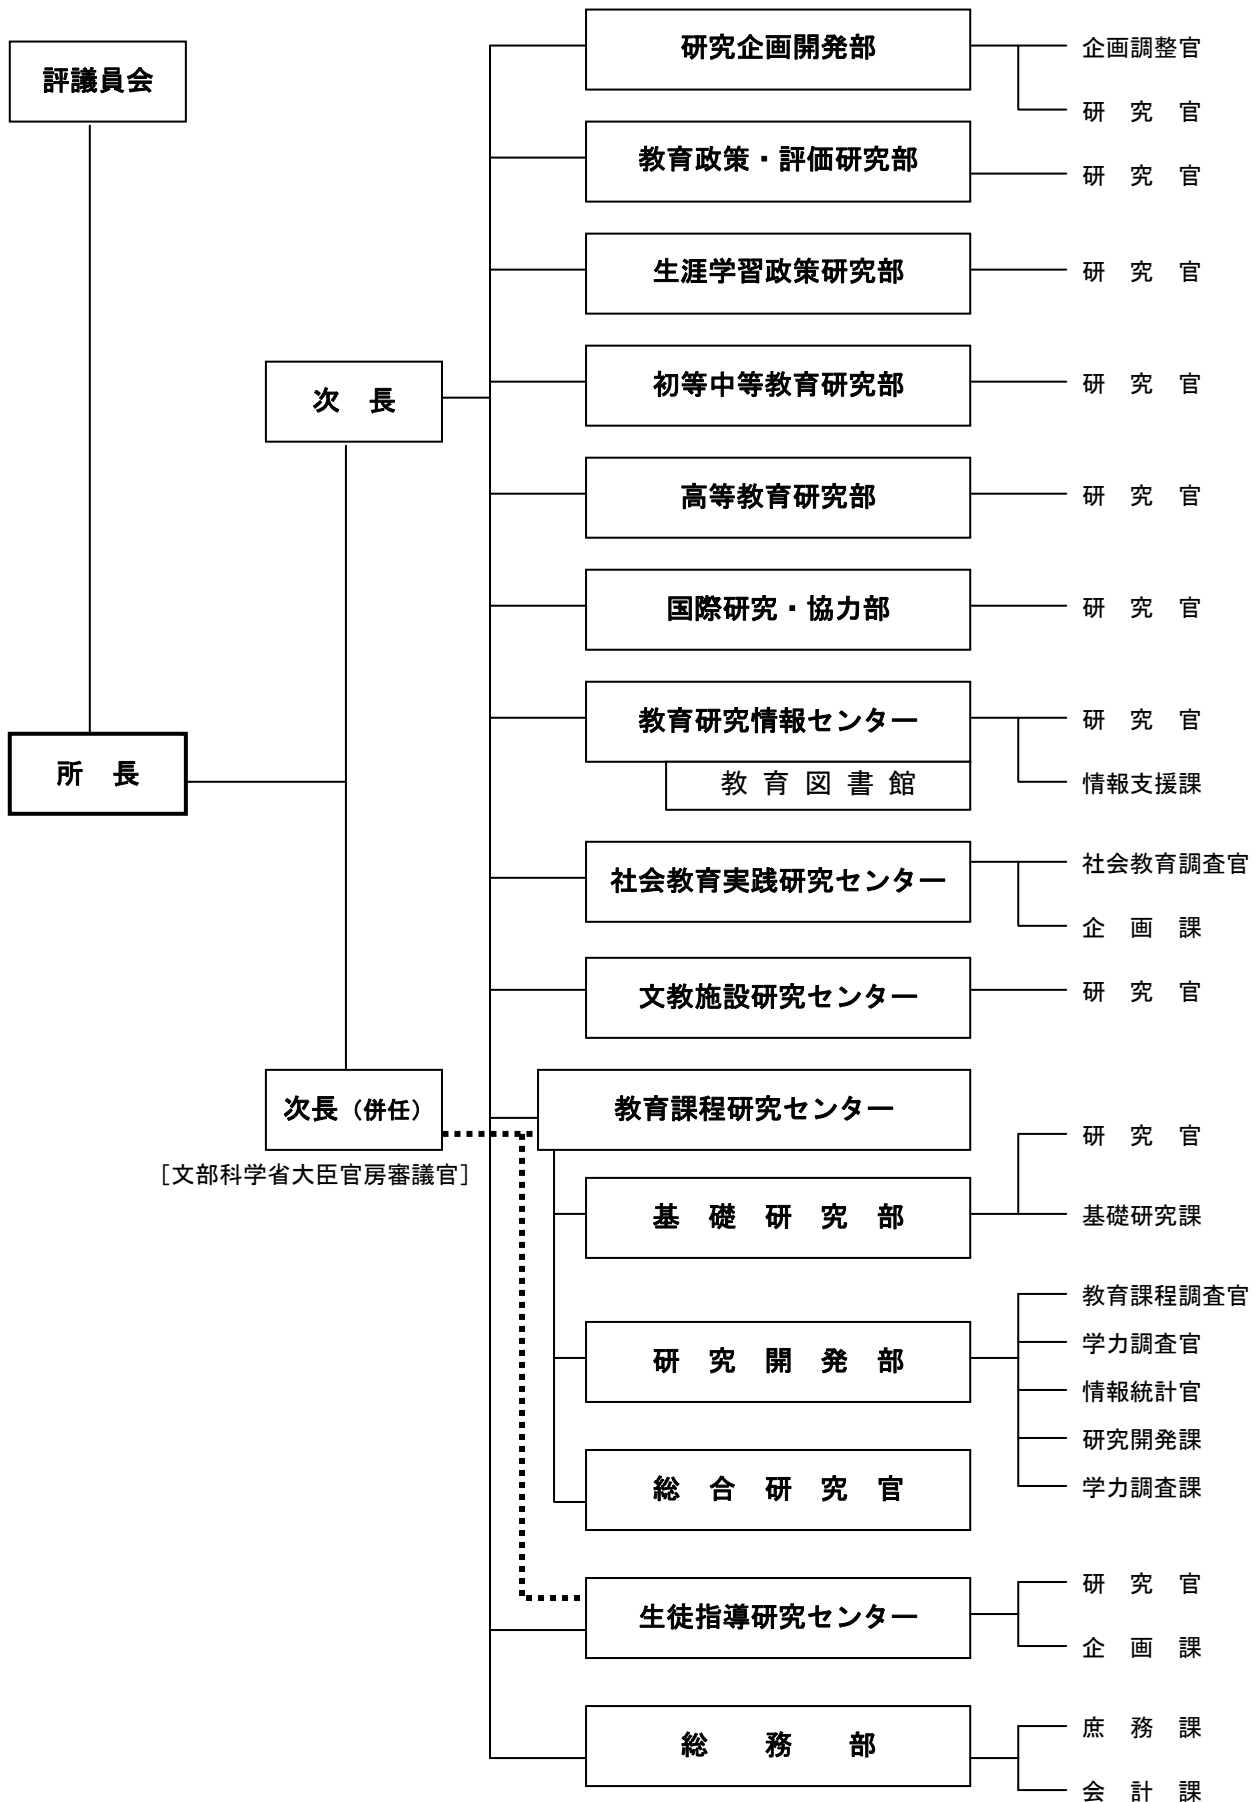 評議員会
所　長
次　長
次長（併任）
［文部科学省大臣官房審議官］
研究企画開発部
企画調整官
研　究　官
教育政策・評価研究部
研　究　官
生涯学習政策研究部
研　究　官
初等中等教育研究部
研　究　官
高等教育研究部
研　究　官
国際研究・協力部
研　究　官
教育研究情報センター
教 育 図 書 館
研　究　官
情報支援課
社会教育実践研究センター
社会教育調査官
企　画　課
文教施設研究センター
研　究　官
教育課程研究センター
基　礎　研　究　部
研　究　官
基礎研究課
研　究　開　発　部
教育課程調査官
学力調査官
情報統計官
研究開発課
学力調査課
総　合　研　究　官
生徒指導研究センター
研　究　官
企　画　課
総　　務　　部
庶　務　課
会　計　課